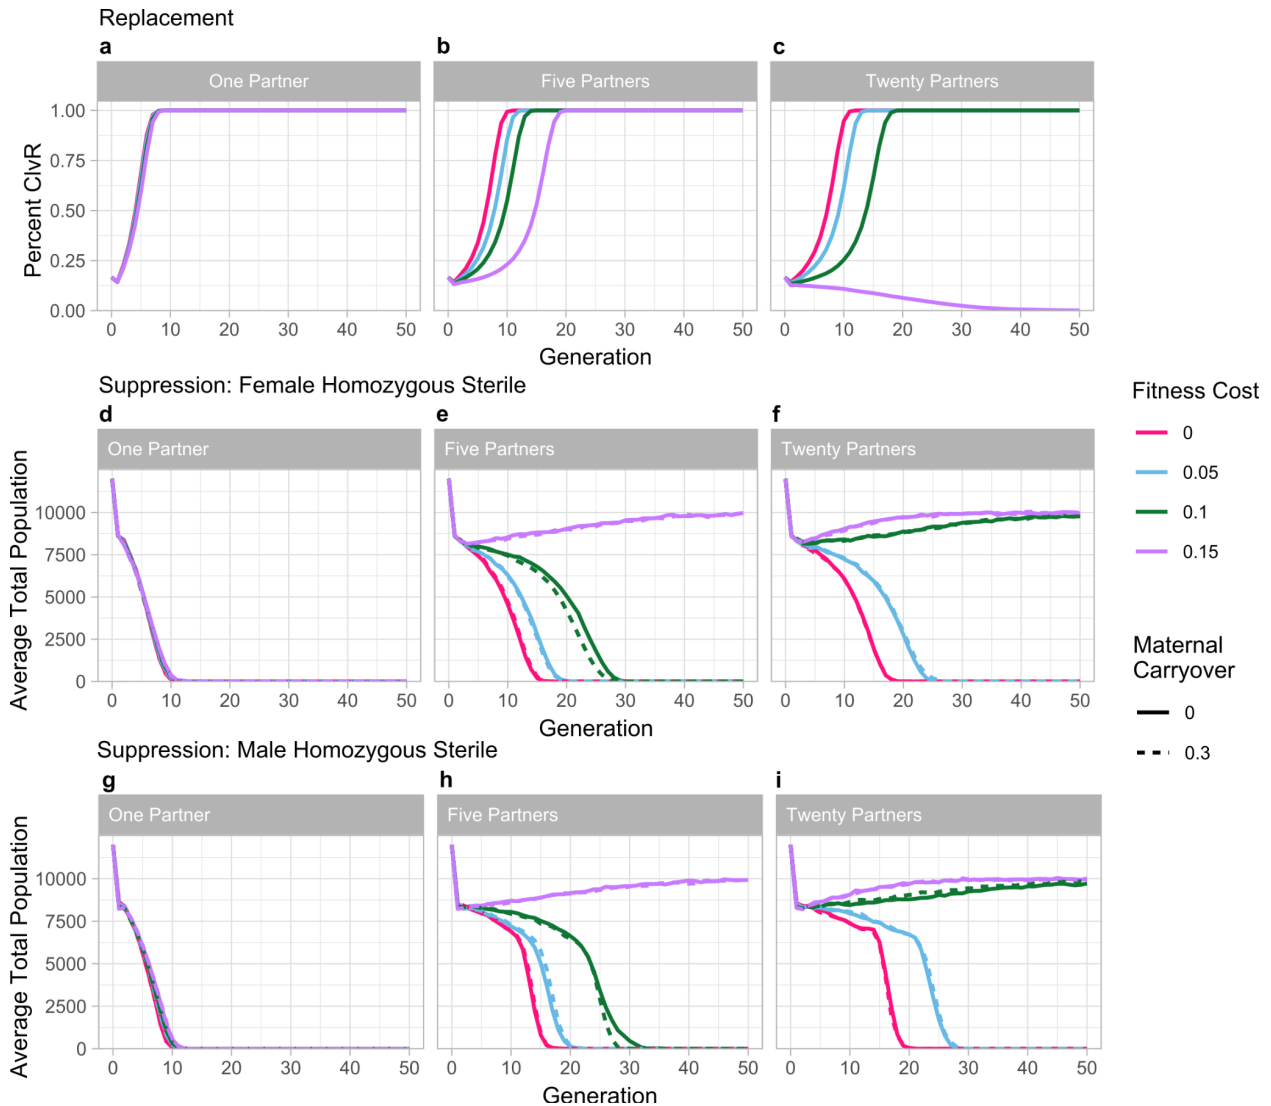 Replacement
a b c
One Partner Five Partners Twenty Partners
Percent ClvR
1.00
0.75
0.50
0.25
0.00
0 10 20 30 40 50 0 10 20 30 40 50 0 10 20 30 40 50
Generation
Suppression: Female Homozygous Sterile
d e f
One Partner Five Partners Twenty Partners
Average Total Population
10000
7500
5000
2500
0
0 10 20 30 40 50 0 10 20 30 40 50 0 10 20 30 40 50
Generation
Suppression: Male Homozygous Sterile
g h i
One Partner Five Partners Twenty Partners
Average Total Population
10000
7500
5000
2500
0
0 10 20 30 40 50 0 10 20 30 40 50 0 10 20 30 40 50
Generation
Fitness Cost
0
0.05
0.1
0.15
Maternal
Carryover
0
0.3